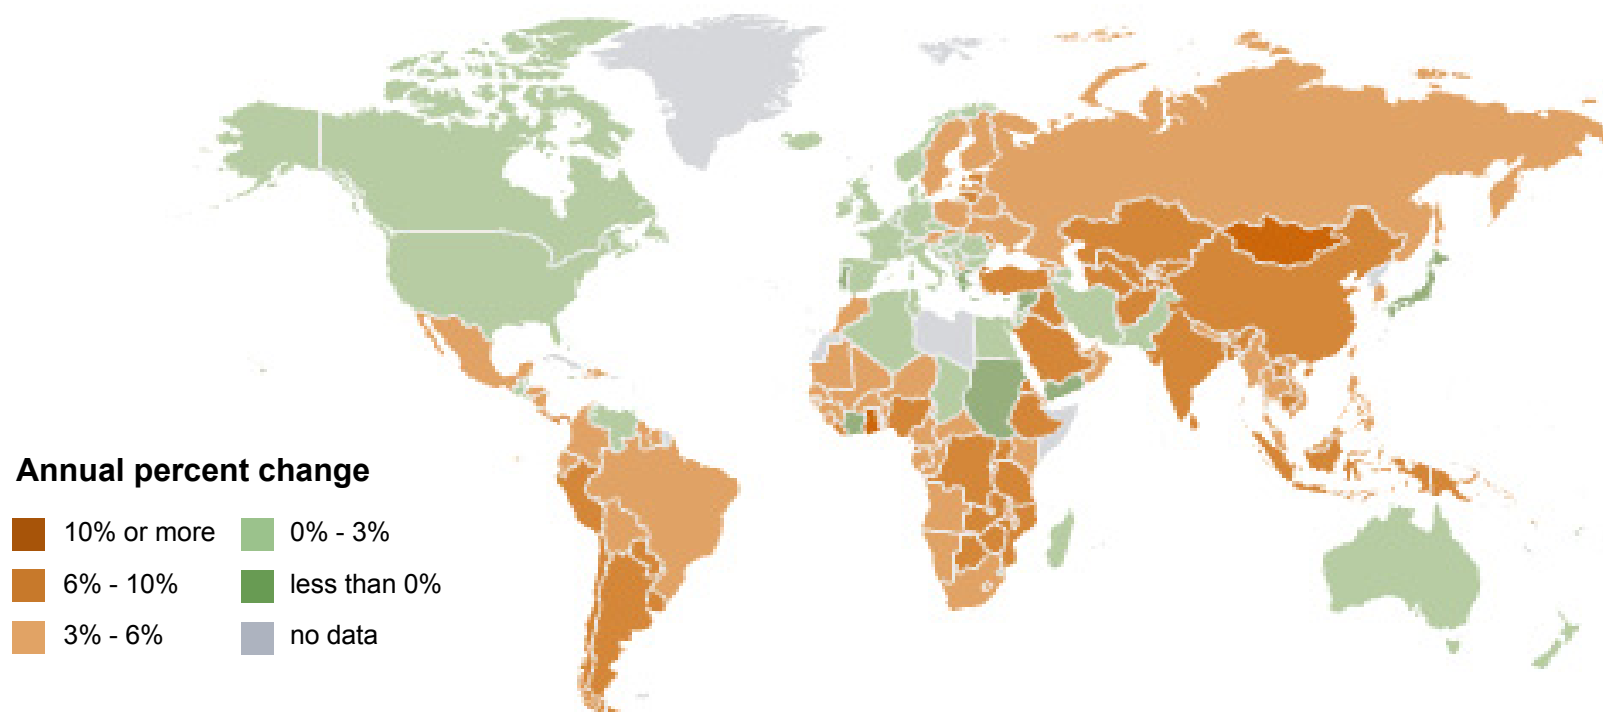 Annual percent change
10% or more
6% - 10%
3% - 6%
0% - 3%
less than 0%
no data